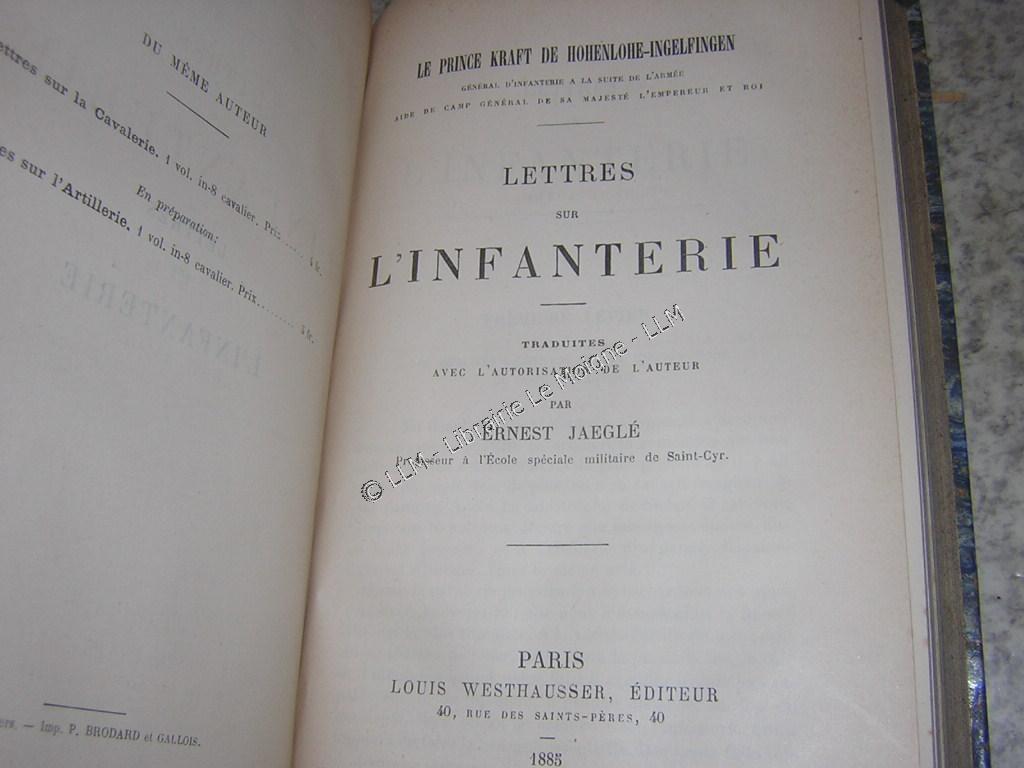 DU MÊME AUTEUR
ettres sur la Cavalerie. 1 vol. in-8 cavalier. Prix
En préparation:
es sur l'Artillerie. 1 vol. in-8 cavalier. Prix
ers. — Imp. P. BRODARD et GALLOIS.
LE PRINCE KRAFT DE HOHENLOHE-INGELFINGEN
GÉNÉRAL D'INFANTERIE A LA SUITE DE L'ARMÉE
AIDE DE CAMP GÉNÉRAL DE SA MAJESTÉ L'EMPEREUR ET ROI
LETTRES
SUR
L'INFANTERIE
TRADUITES
AVEC L'AUTORISATION DE L'AUTEUR
PAR
ERNEST JAEGLÉ
Professeur à l'École spéciale militaire de Saint-Cyr.
PARIS
LOUIS WESTHAUSSER, ÉDITEUR
40, RUE DES SAINTS-PÈRES, 40
1885
© LLM - Librairie Le Moigne - LLM